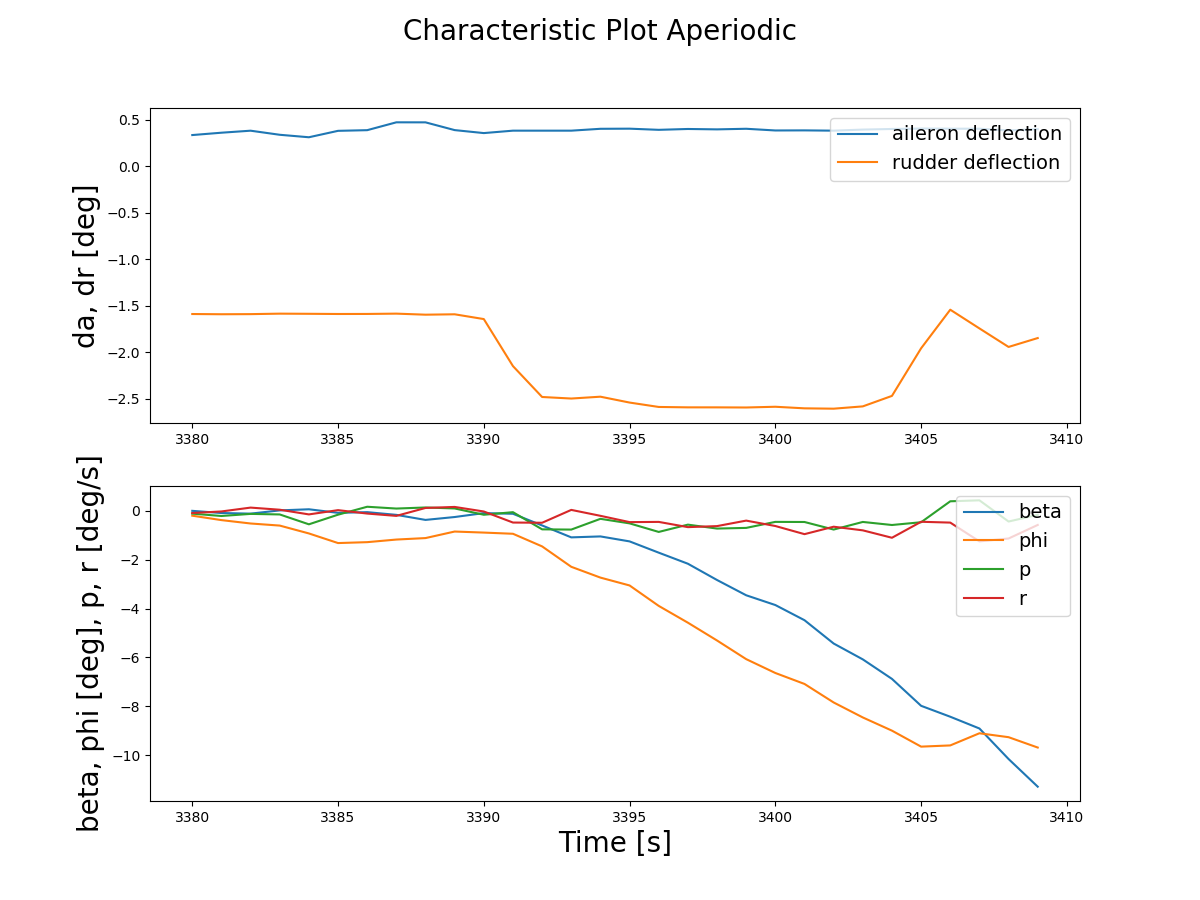 Characteristic Plot Aperiodic
da, dr [deg]
0.5
0.0
−0.5
−1.0
−1.5
−2.0
−2.5
aileron deflection
rudder deflection
3380 3385 3390 3395 3400 3405 3410
beta, phi [deg], p, r [deg/s]
0
−2
−4
−6
−8
−10
beta
phi
p
r
3380 3385 3390 3395 3400 3405 3410
Time [s]